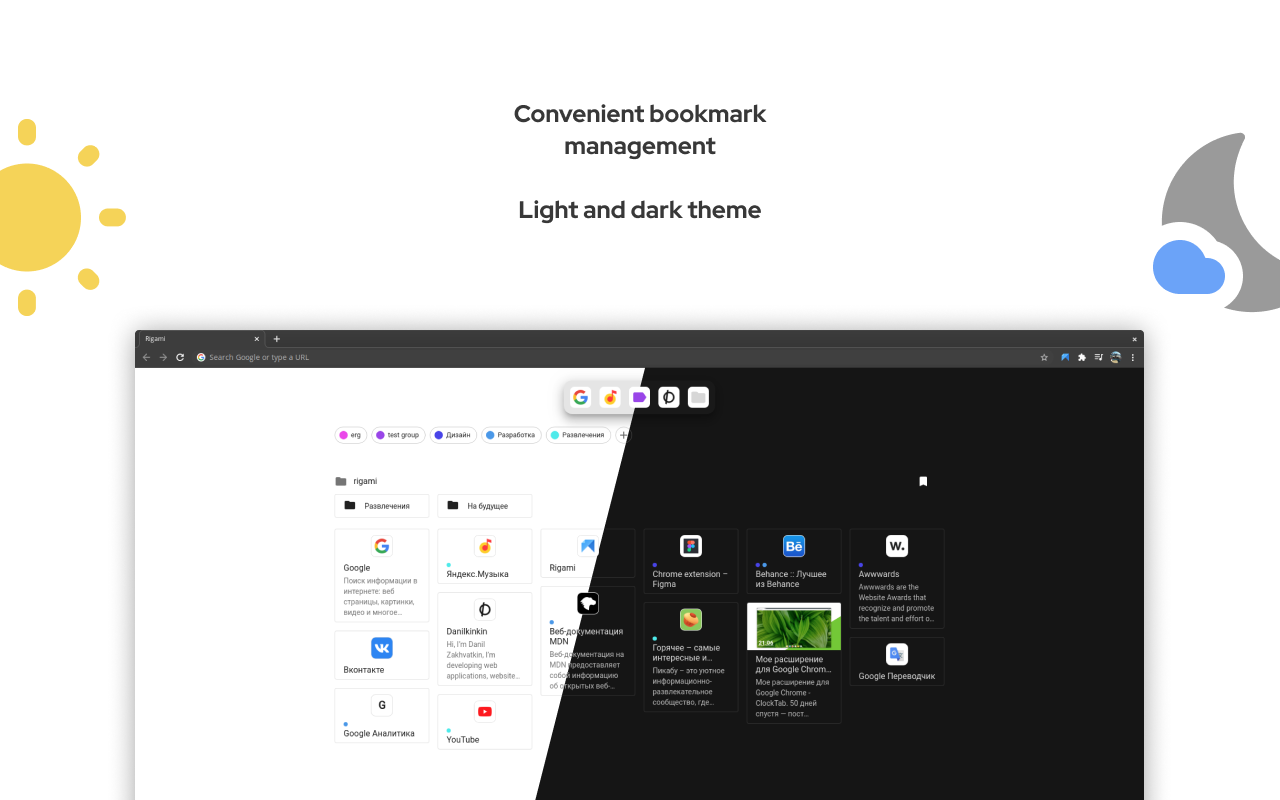 Convenient bookmark
management
Light and dark theme
Rigami
Search Google or type a URL
erg
test group
Дизайн
Разработка
Развлечения
rigami
Развлечения
На будущее
Google
Поиск информации в
интернете: веб
страницы, картинки,
видео и многое...
Вконтакте
G
Google Аналитика
Яндекс.Музыка
Danilkinkin
Hi, I'm Danil
Zakhvatkin, I'm
developing web
applications, website...
YouTube
Rigami
Веб-документация
MDN
Веб-документация на
MDN предоставляет
собой информацию
об открытых веб-...
Chrome extension –
Figma
Горячее – самые
интересные и...
Пикабу – это уютное
информационно-
развлекательное
сообщество, где...
Bē
Behance :: Лучшее
из Behance
21:06
Мое расширение
для Google Chrom...
Мое расширение для
Google Chrome -
ClockTab. 50 дней
спустя — пост...
W.
Awwwards
Awwwards are the
Website Awards that
recognize and promote
the talent and effort o...
Google Переводчик